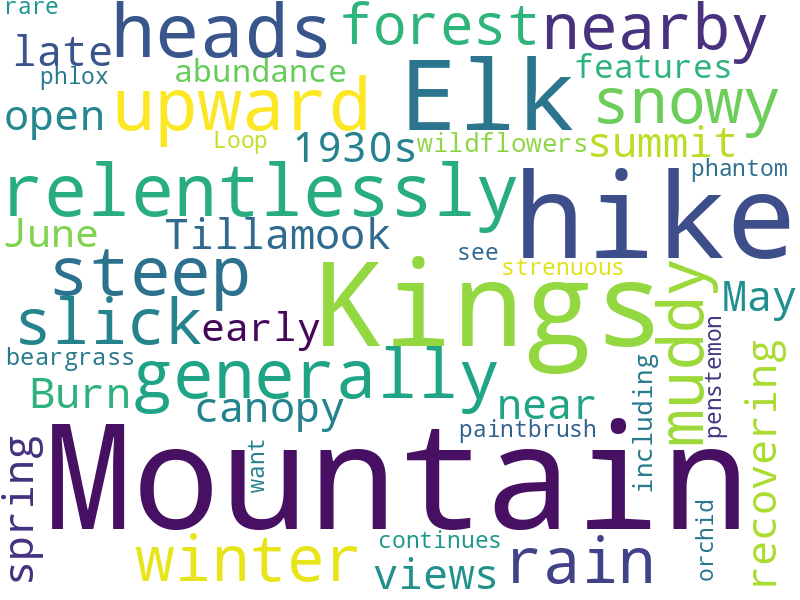 rare
heads
forest
nearby
late
phlox
abundance
Elk
features
open
upward
snowy
Loop
1930s
wildflowers
summit
relentlessly
hike
phantom
June
Tillamook
see
steep
strenuous
Kings
muddy
May
slick
early
beargrass
generally
penstemon
including
recovering
Burn
canopy
near
Mountain
paintbrush
want
spring
orchid
winter
continues
views
rain